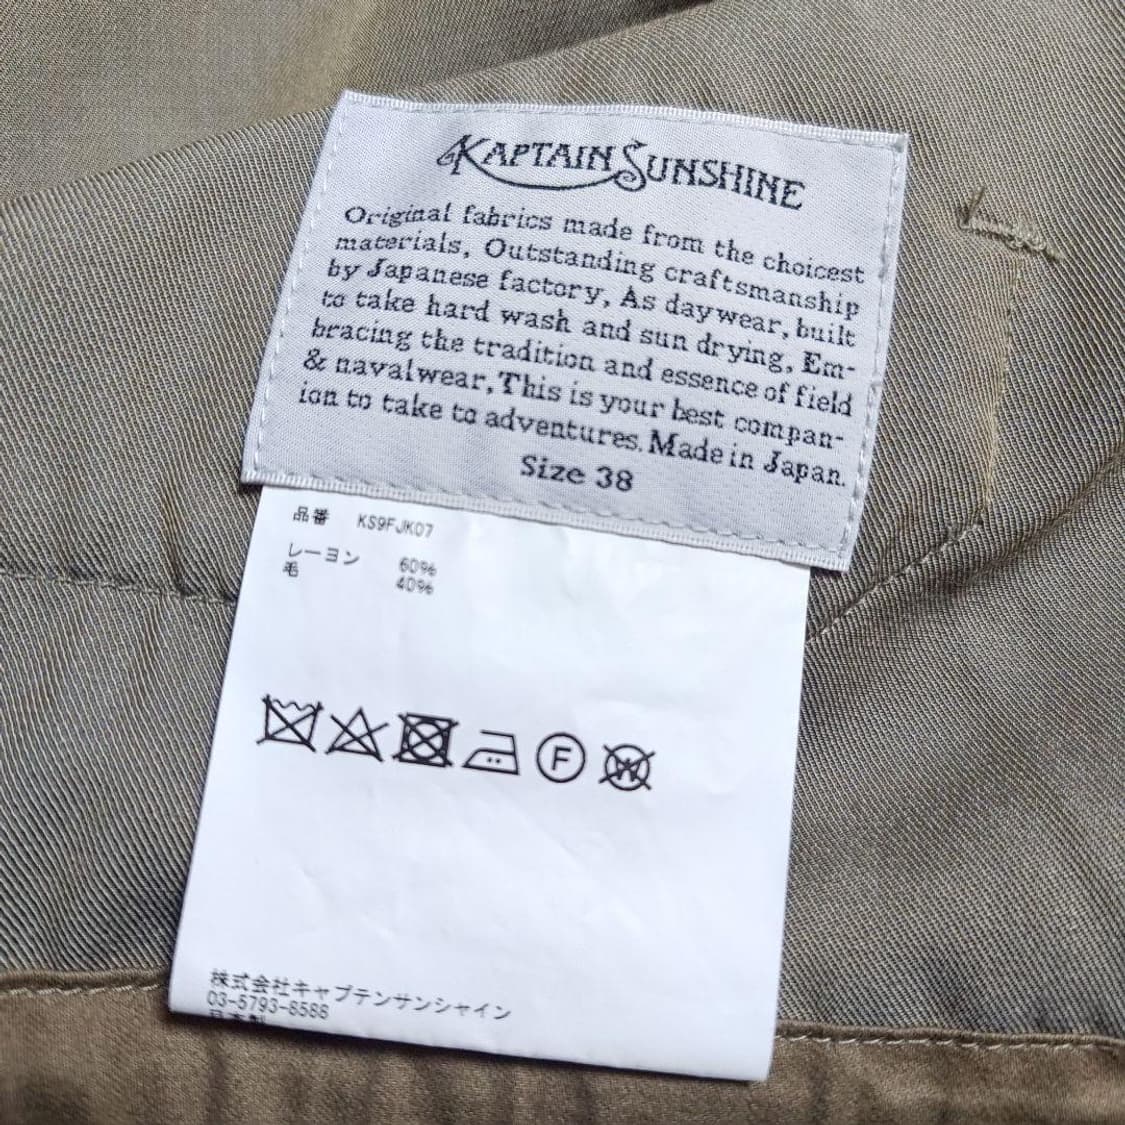 KAPTAIN SUNSHINE
Original fabrics made from the choicest
materials, Outstanding craftsmanship
by Japanese factory, As daywear, built
to take hard wash and sun drying, Em-
bracing the tradition and essence of field
& navalwear, This is your best compan-
ion to take to adventures. Made in Japan.
Size 38
品番 KS9FJK07
レーヨン 60%
毛 40%
F
W
株式会社キャプテンサンシャイン
03-5793-8588
日本製